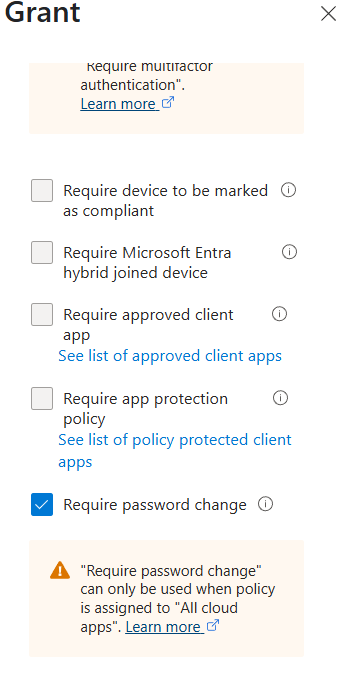 Grant
"Require multifactor
authentication".
Learn more
Require device to be marked
as compliant
Require Microsoft Entra
hybrid joined device
Require approved client
app
See list of approved client apps
Require app protection
policy
See list of policy protected client
apps
Require password change
"Require password change"
can only be used when policy
is assigned to "All cloud
apps". Learn more